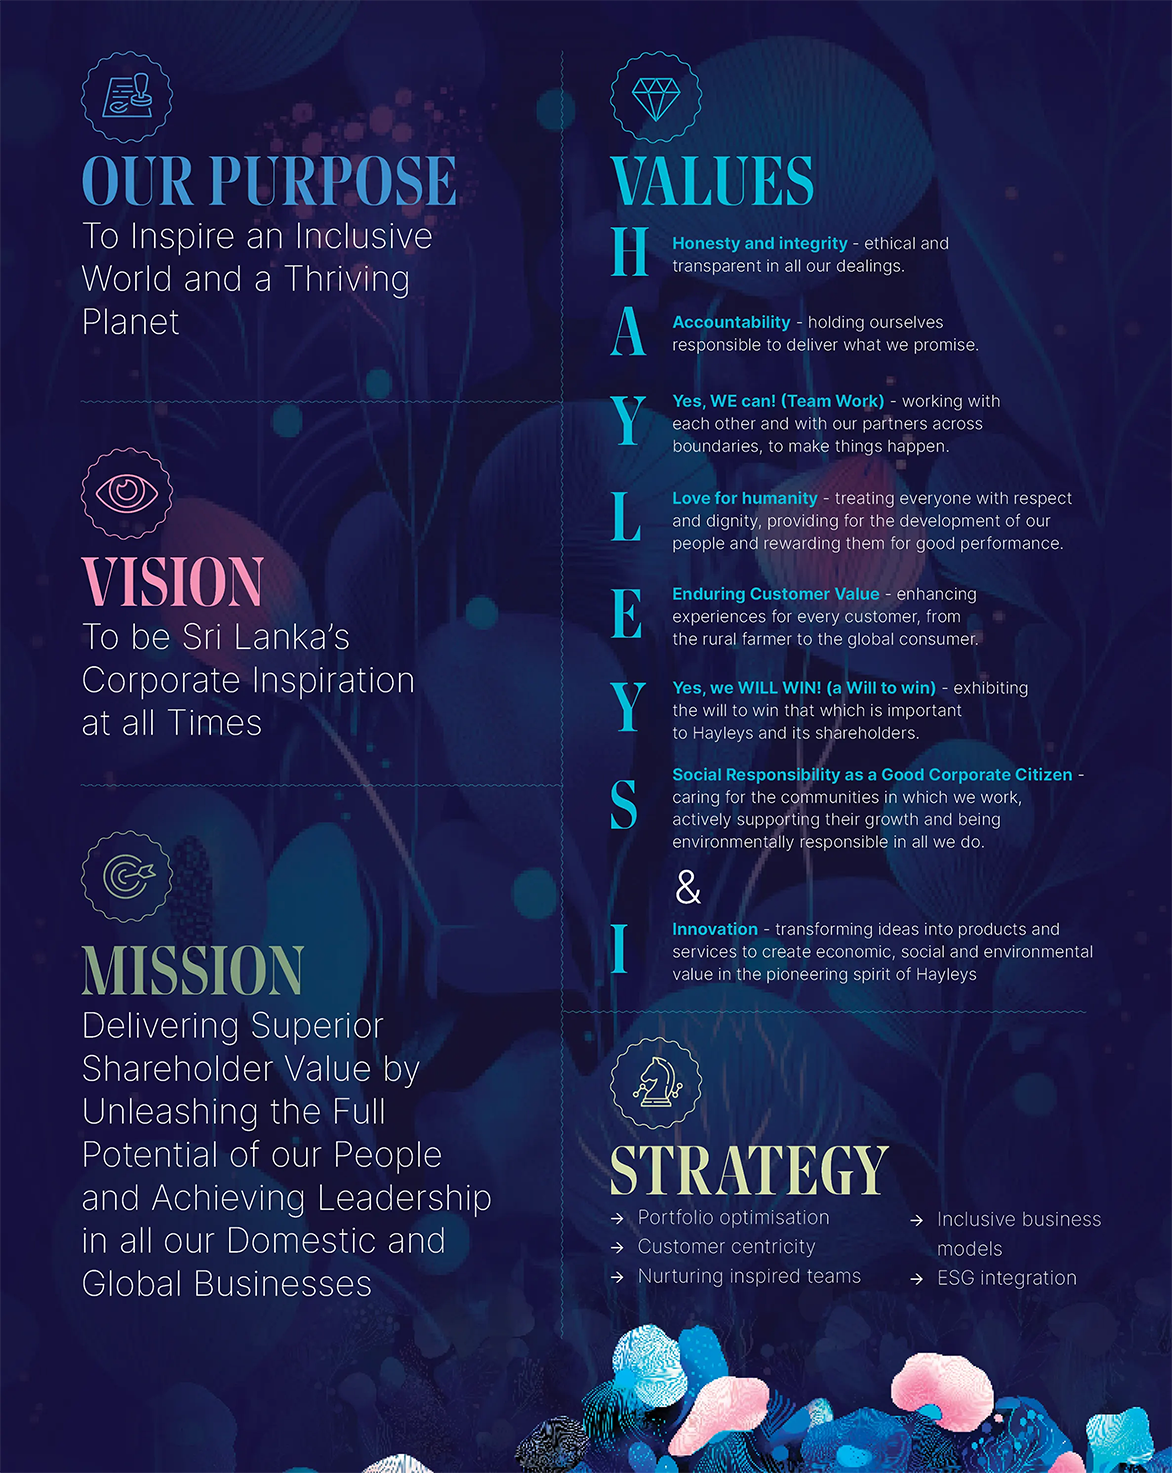 OUR PURPOSE
To Inspire an Inclusive
World and a Thriving
Planet
VISION
To be Sri Lanka’s
Corporate Inspiration
at all Times
MISSION
Delivering Superior
Shareholder Value by
Unleashing the Full
Potential of our People
and Achieving Leadership
in all our Domestic and
Global Businesses
VALUES
H
Honesty and integrity - ethical and
transparent in all our dealings.
A
Accountability - holding ourselves
responsible to deliver what we promise.
Y
Yes, WE can! (Team Work) - working with
each other and with our partners across
boundaries, to make things happen.
L
Love for humanity - treating everyone with respect
and dignity, providing for the development of our
people and rewarding them for good performance.
E
Enduring Customer Value - enhancing
experiences for every customer, from
the rural farmer to the global consumer.
Y
Yes, we WILL WIN! (a Will to win) - exhibiting
the will to win that which is important
to Hayleys and its shareholders.
S
Social Responsibility as a Good Corporate Citizen -
caring for the communities in which we work,
actively supporting their growth and being
environmentally responsible in all we do.
&
I
Innovation - transforming ideas into products and
services to create economic, social and environmental
value in the pioneering spirit of Hayleys
STRATEGY
→ Portfolio optimisation
→ Customer centricity
→ Nurturing inspired teams
→ Inclusive business
models
→ ESG integration